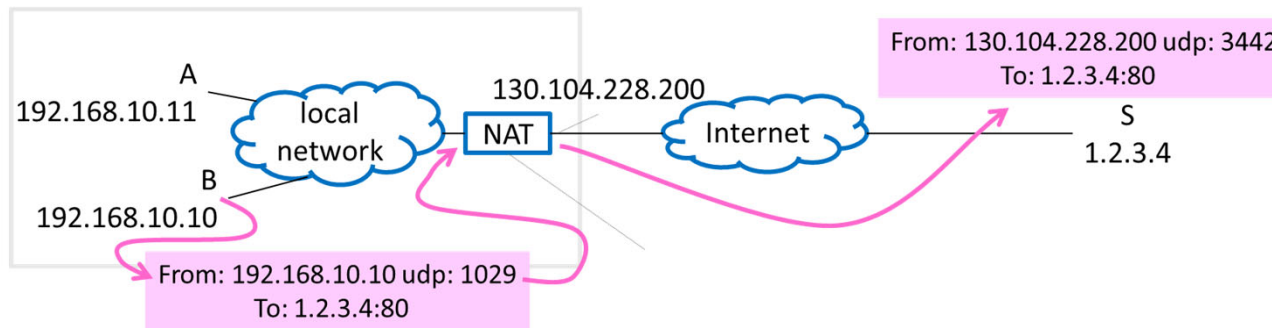 From: 130.104.228.200 udp: 3442
To: 1.2.3.4:80
A
192.168.10.11
local
network
130.104.228.200
NAT
Internet
S
1.2.3.4
B
192.168.10.10
From: 192.168.10.10 udp: 1029
To: 1.2.3.4:80